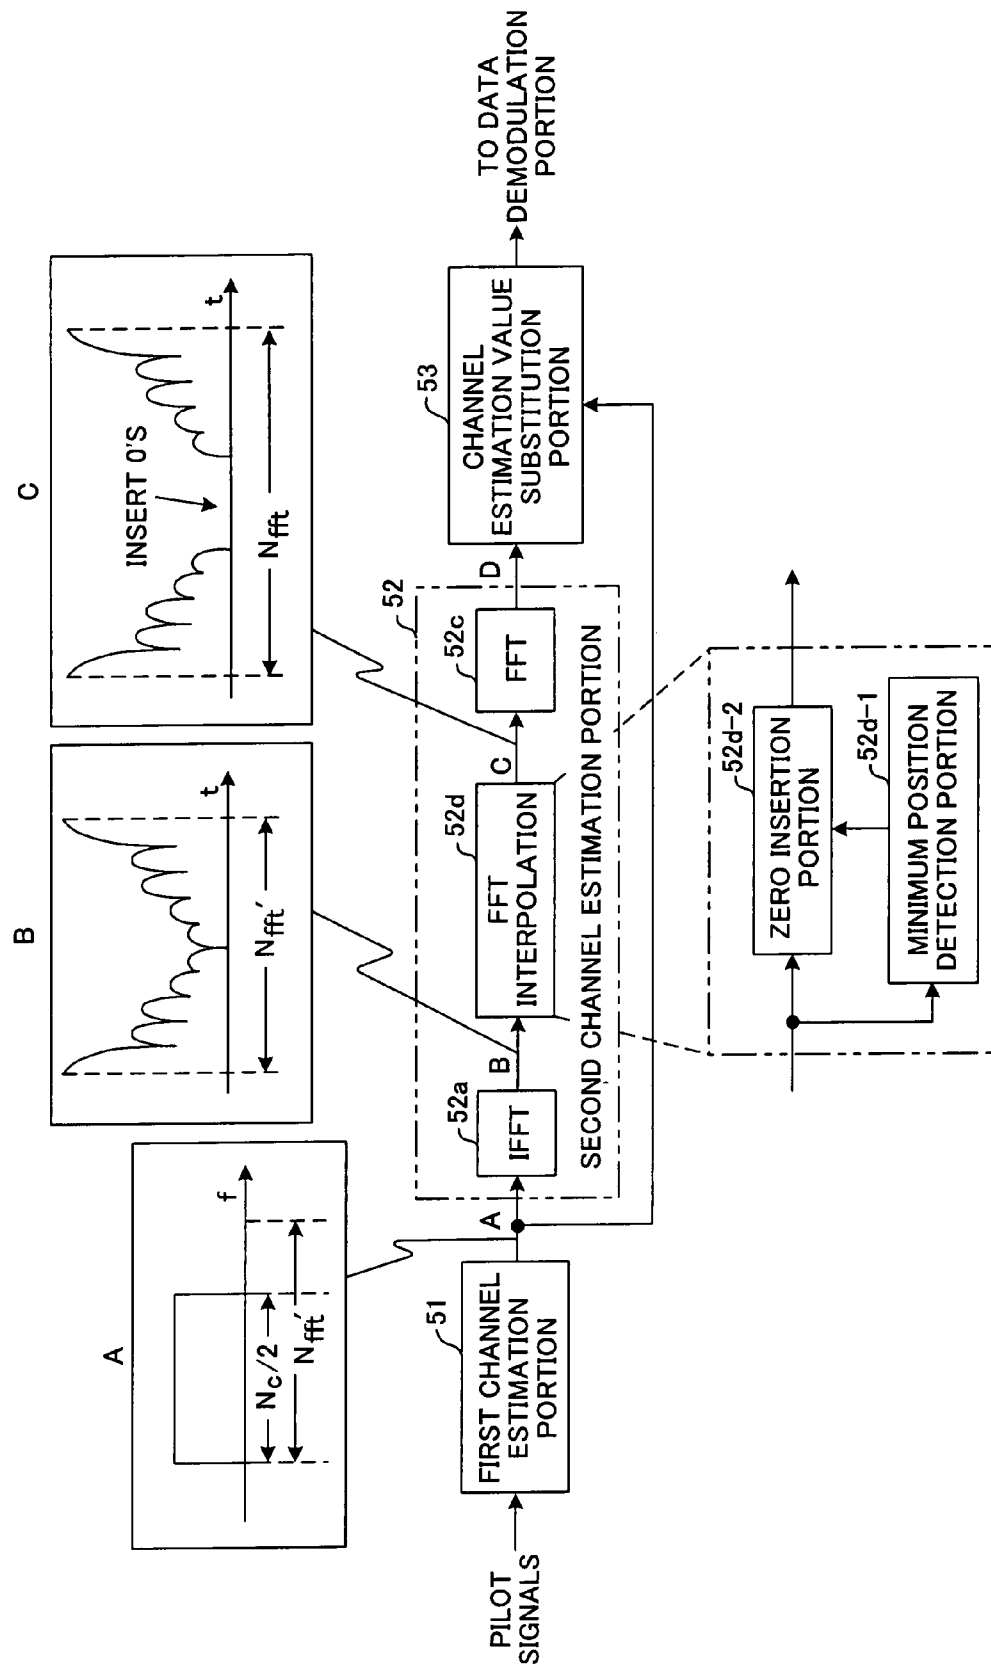 A
f
N_C/2
N_fft′
B
t
N_fft′
C
INSERT 0'S
t
N_fft
PILOT
SIGNALS
51
FIRST CHANNEL
ESTIMATION
PORTION
A
52a
IFFT
B
52d
FFT
INTERPOLATION
C
52c
FFT
52
SECOND CHANNEL ESTIMATION PORTION
D
53
CHANNEL
ESTIMATION VALUE
SUBSTITUTION
PORTION
TO DATA
DEMODULATION
PORTION
52d-2
ZERO INSERTION
PORTION
52d-1
MINIMUM POSITION
DETECTION PORTION